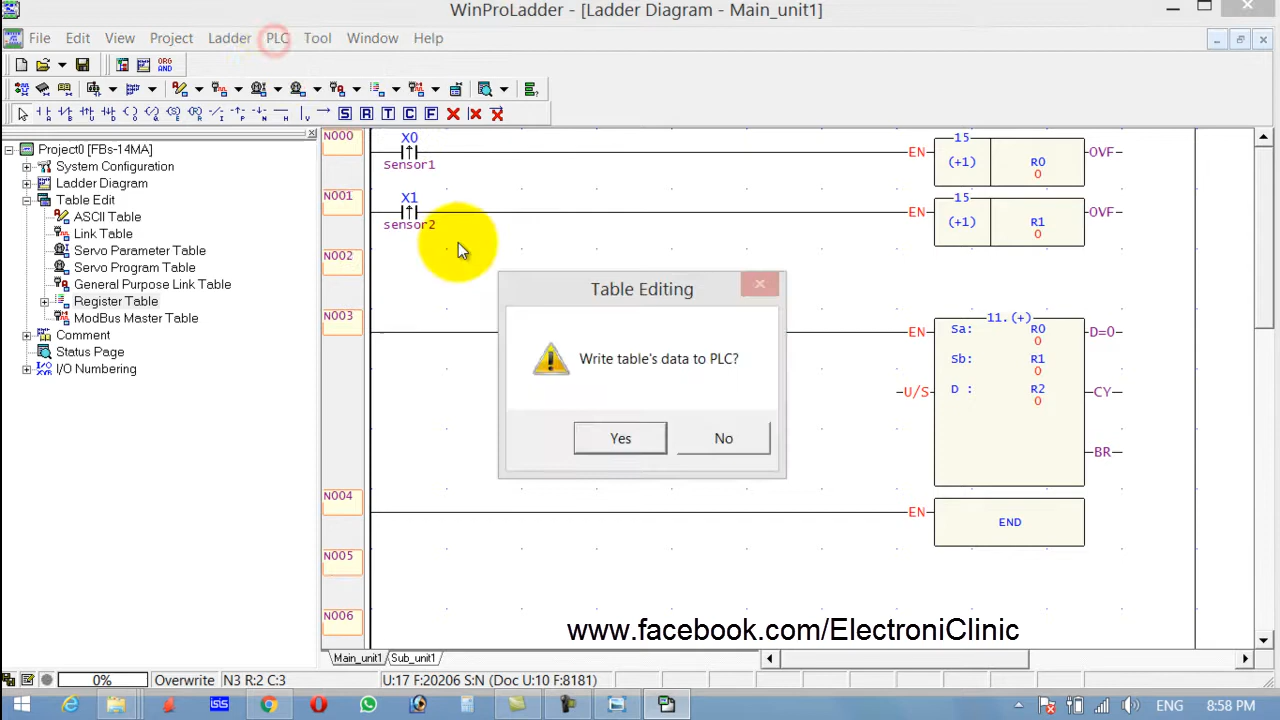 WinProLadder - [Ladder Diagram - Main_unit1]
File Edit View Project Ladder PLC Tool Window Help
ORG
AND
S R T C F
Project0 [FBs-14MA]
System Configuration
Ladder Diagram
Table Edit
ASCII Table
Link Table
Servo Parameter Table
Servo Program Table
General Purpose Link Table
Register Table
ModBus Master Table
Comment
Status Page
I/O Numbering
N000
X0
sensor1
EN
15
(+1)
R0
0
OVF
N001
X1
sensor2
EN
15
(+1)
R1
0
OVF
N002
N003
EN
11.(+)
Sa: R0
0
D=0
Sb: R1
0
U/S
D : R2
0
CY
BR
N004
EN
END
N005
N006
Table Editing
Write table's data to PLC?
Yes No
www.facebook.com/ElectroniClinic
Main_unit1 Sub_unit1
0% Overwrite N3 R:2 C:3 U:17 F:20206 S:N (Doc U:10 F:8181)
ISIS
ENG 8:58 PM